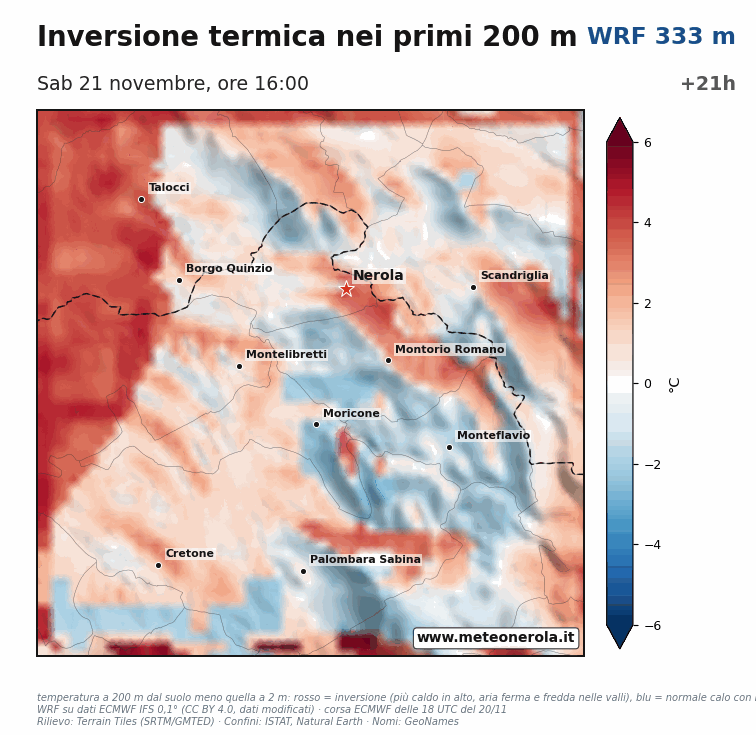 Inversione termica nei primi 200 m WRF 333 m
Sab 21 novembre, ore 16:00 +21h
Talocci
Borgo Quinzio
Nerola
Scandriglia
Montelibretti
Montorio Romano
Moricone
Monteflavio
Cretone
Palombara Sabina
www.meteonerola.it
6
4
2
0
−2
−4
−6
°C
temperatura a 200 m dal suolo meno quella a 2 m: rosso = inversione (più caldo in alto, aria ferma e fredda nelle valli), blu = normale calo con
WRF su dati ECMWF IFS 0,1° (CC BY 4.0, dati modificati) · corsa ECMWF delle 18 UTC del 20/11
Rilievo: Terrain Tiles (SRTM/GMTED) · Confini: ISTAT, Natural Earth · Nomi: GeoNames